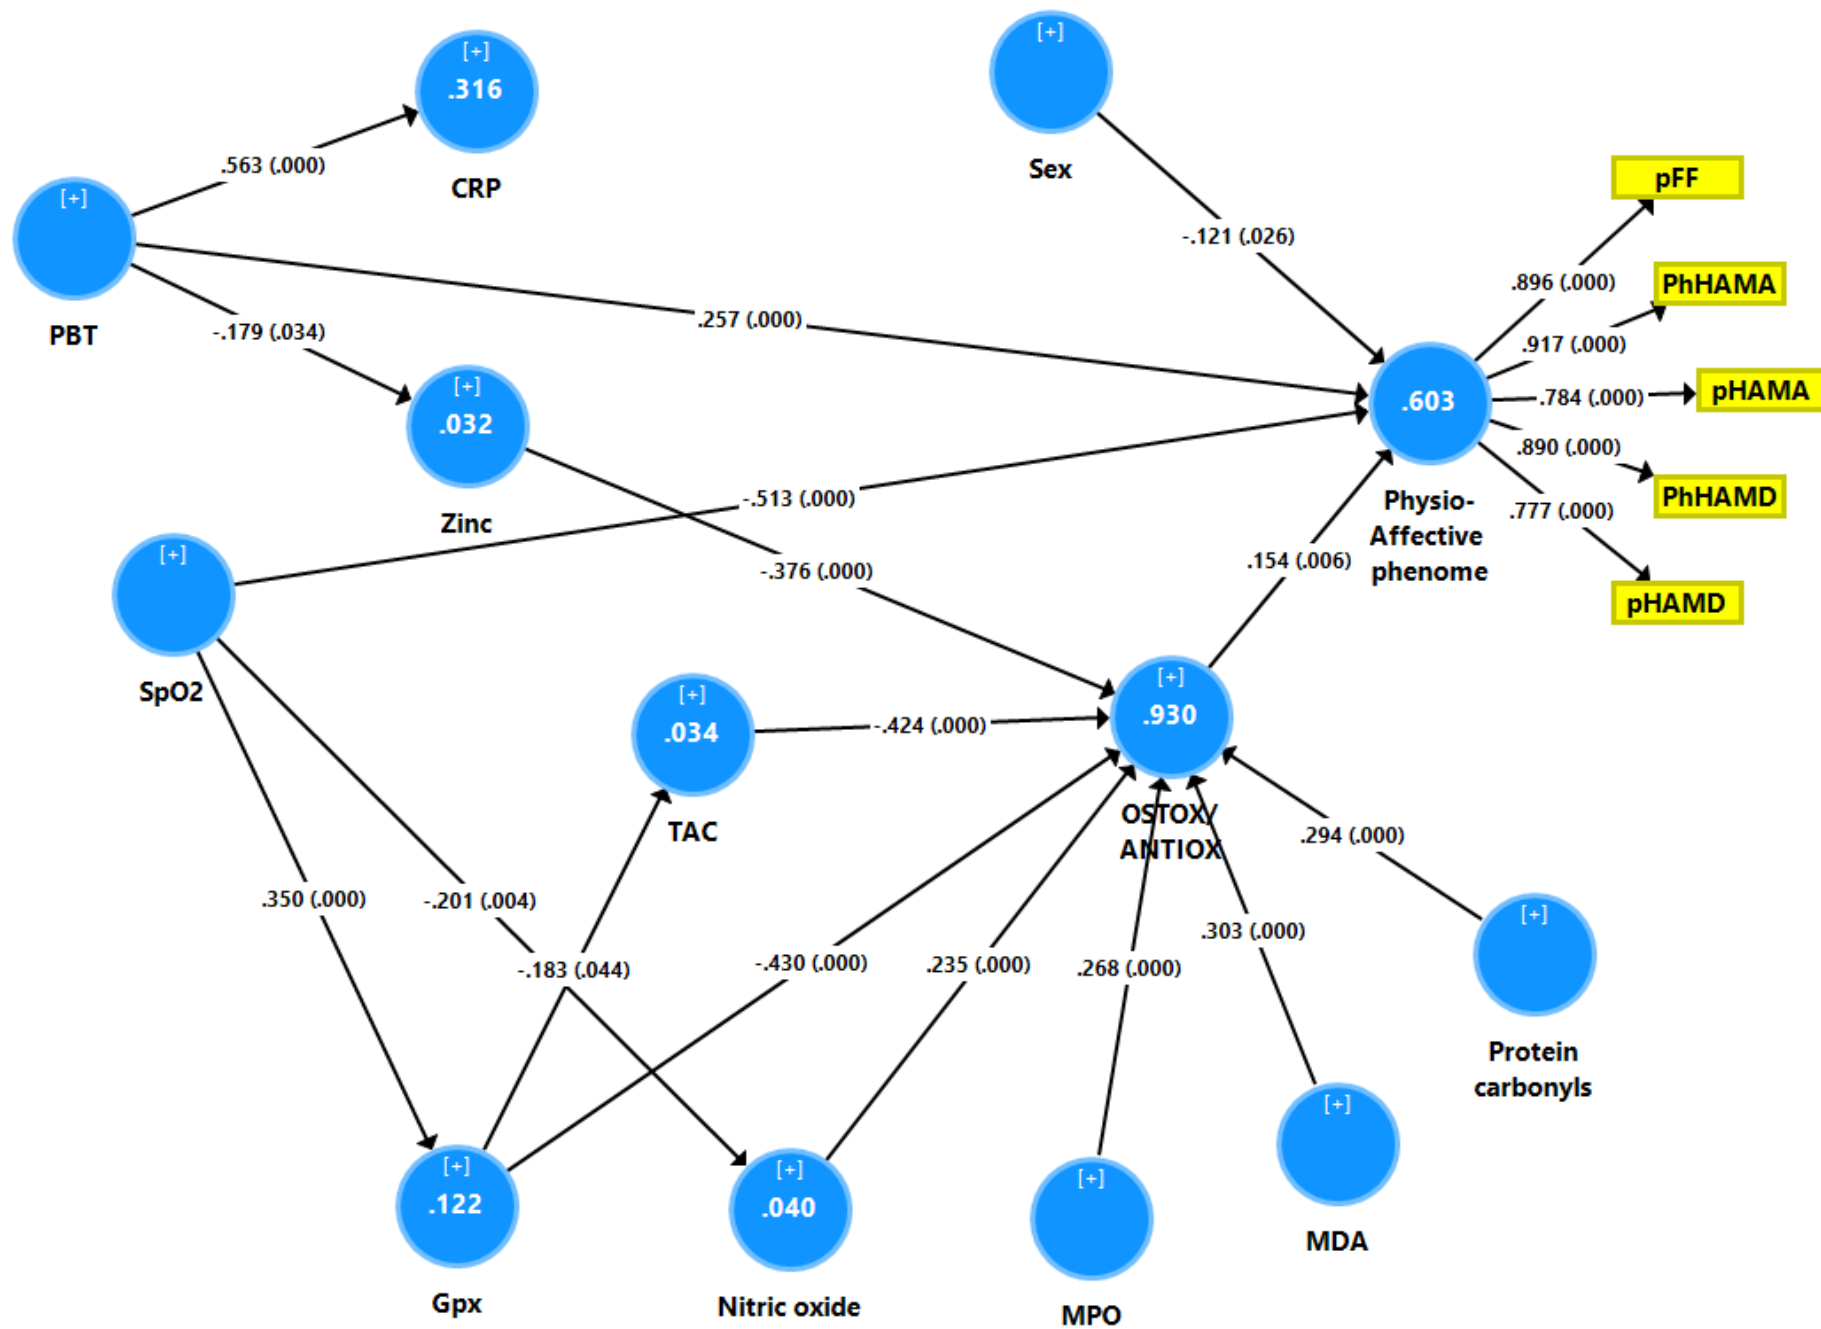 [+]
.316
CRP
[+]
Sex
.563 (.000)
[+]
PBT
pFF
-.121 (.026)
.896 (.000)
PhHAMA
.257 (.000)
-.179 (.034)
.917 (.000)
[+]
.032
Zinc
.603
Physio-
Affective
phenome
.784 (.000)
pHAMA
.890 (.000)
PhHAMD
.777 (.000)
pHAMD
-.513 (.000)
[+]
SpO2
-.376 (.000)
.154 (.006)
[+]
.034
TAC
-.424 (.000)
[+]
.930
OSTOX/
ANTIOX
.294 (.000)
.350 (.000)
-.201 (.004)
-.183 (.044)
-.430 (.000)
.235 (.000)
.268 (.000)
.303 (.000)
[+]
Protein
carbonyls
[+]
.122
Gpx
[+]
.040
Nitric oxide
[+]
MPO
[+]
MDA